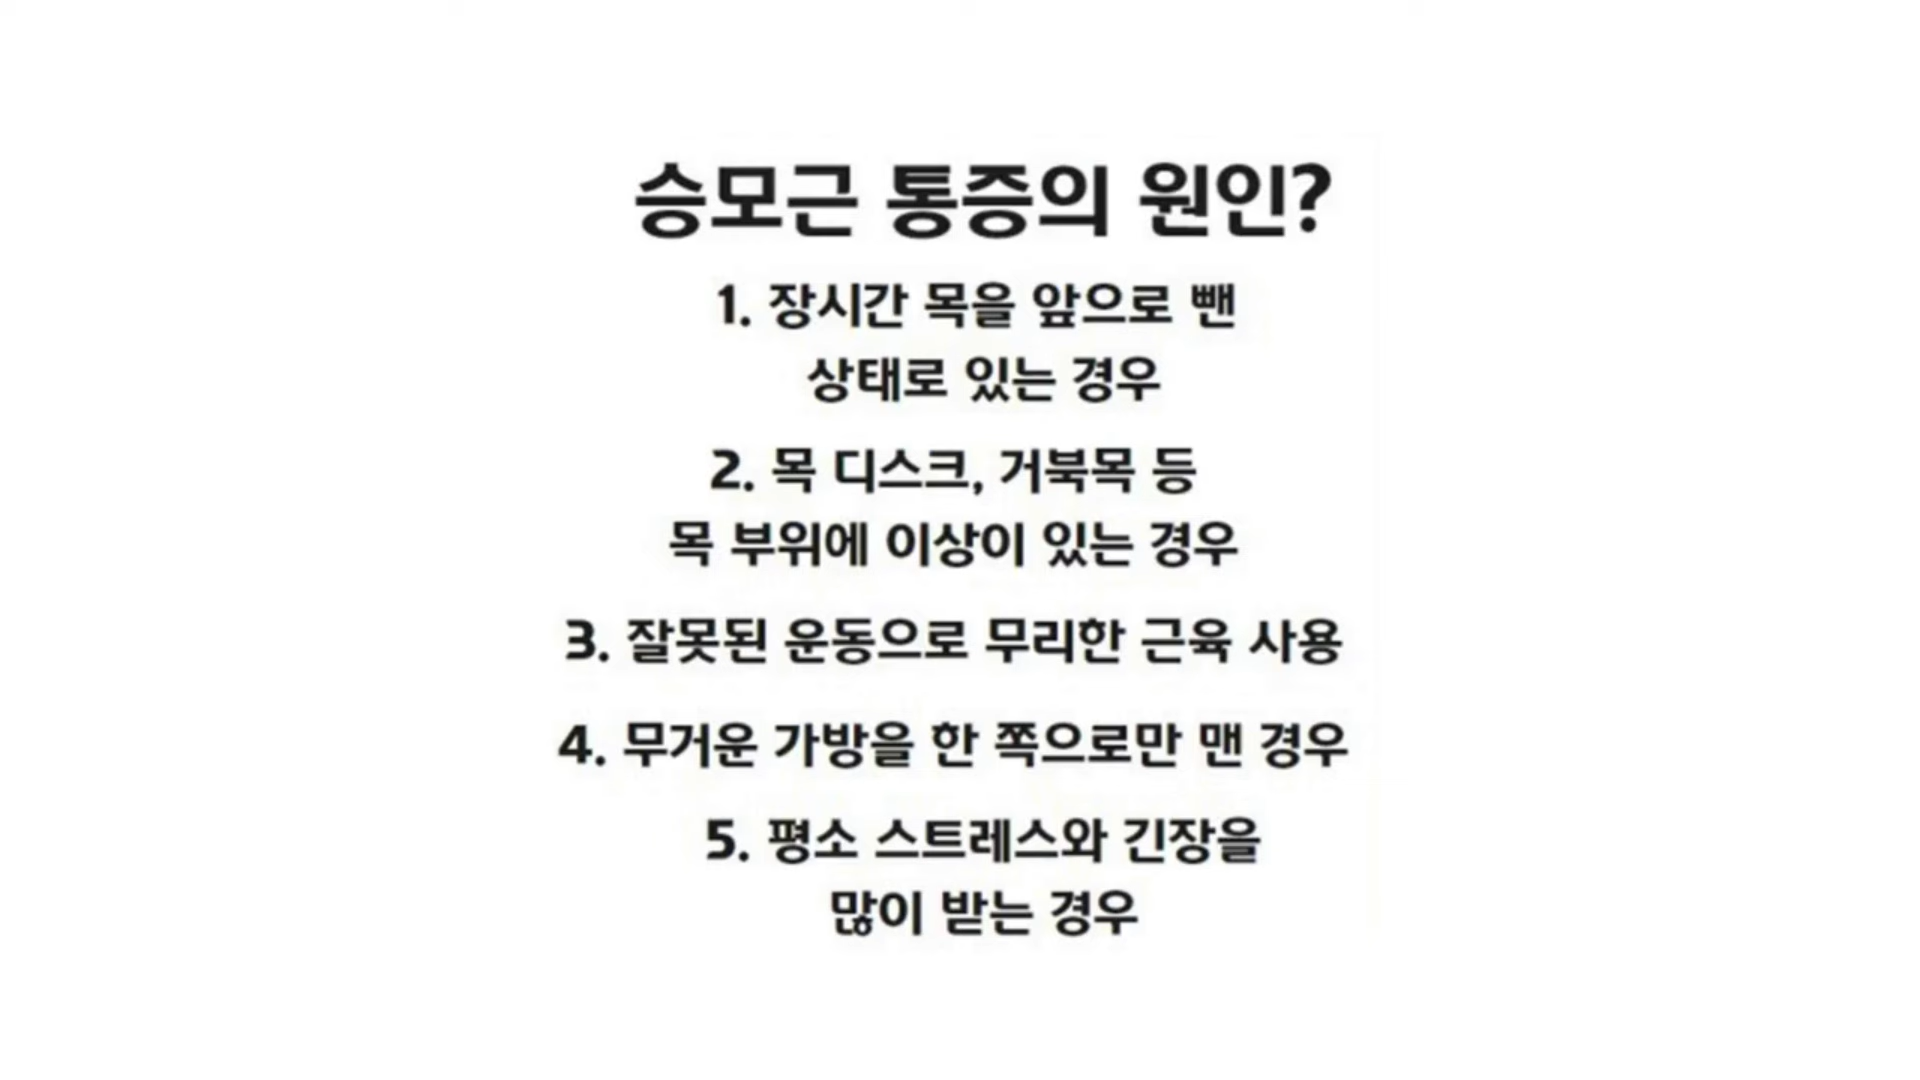 승모근 통증의 원인?
1. 장시간 목을 앞으로 뺀
상태로 있는 경우
2. 목 디스크, 거북목 등
목 부위에 이상이 있는 경우
3. 잘못된 운동으로 무리한 근육 사용
4. 무거운 가방을 한 쪽으로만 맨 경우
5. 평소 스트레스와 긴장을
많이 받는 경우